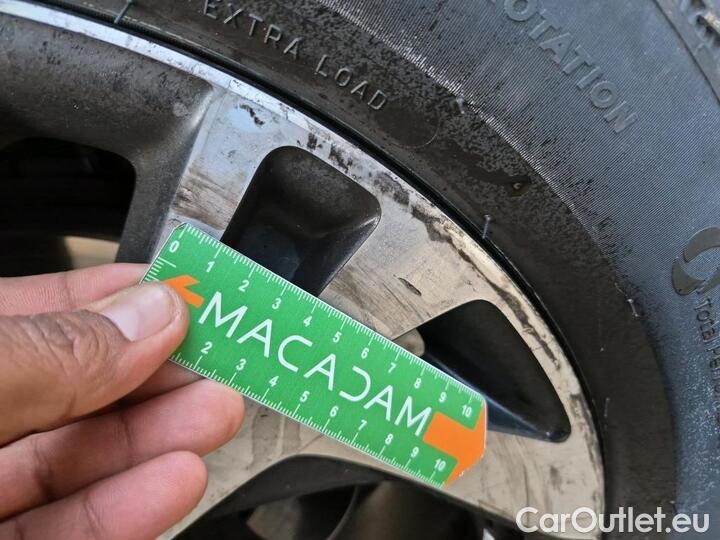 EXTRA LOAD
ROTATION
0 1 2 3 4 5 6 7 8 9 10
MACADAM
2 3 4 5 6 7 8 9 10
CarOutlet.eu